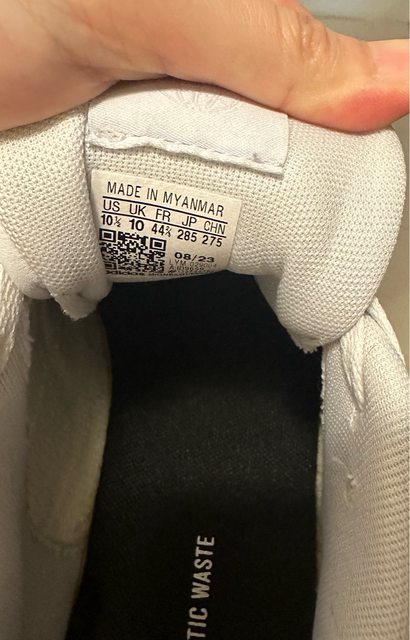 MADE IN MYANMAR
US UK FR JP CHN
10½ 10 44⅔ 285 275
08/23
adidas
TIC WASTE